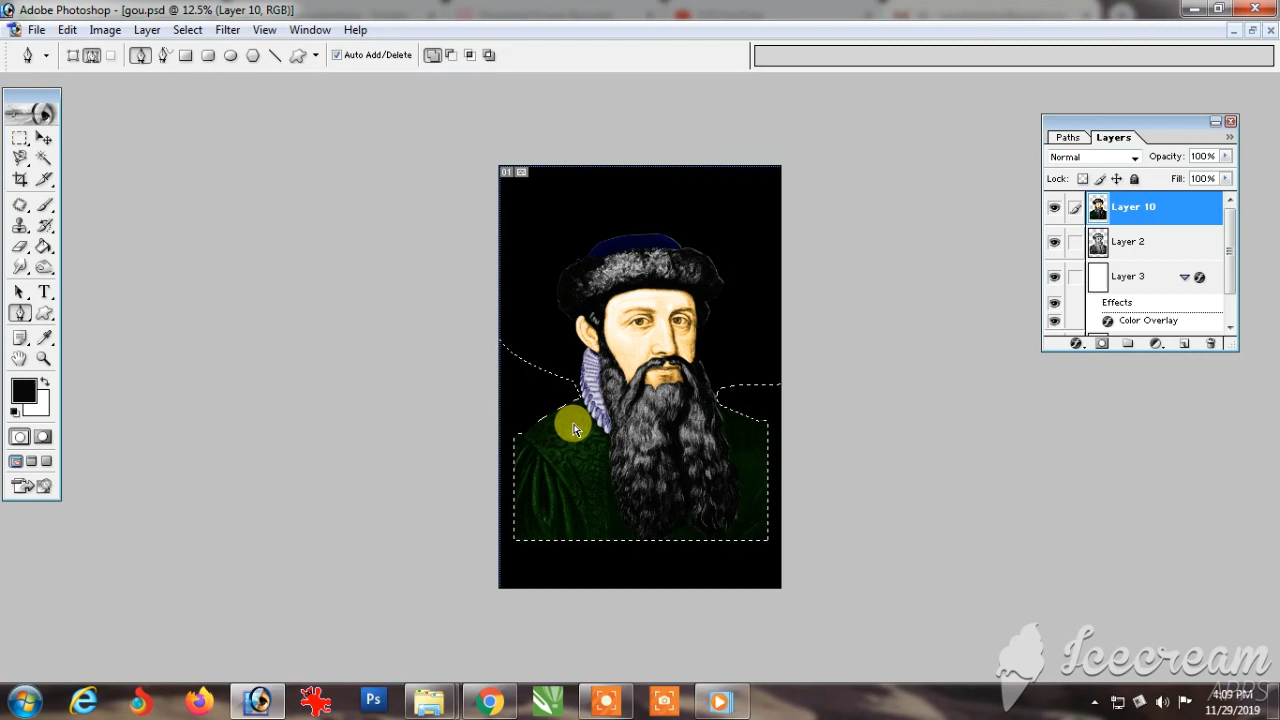 Adobe Photoshop - [gou.psd @ 12.5% (Layer 10, RGB)]
File Edit Image Layer Select Filter View Window Help
Auto Add/Delete
Paths Layers
Normal Opacity: 100%
Lock: Fill: 100%
Layer 10
Layer 2
Layer 3
Effects
Color Overlay
01
T
Icecream
APPS
Ps
4:09 PM
11/29/2019